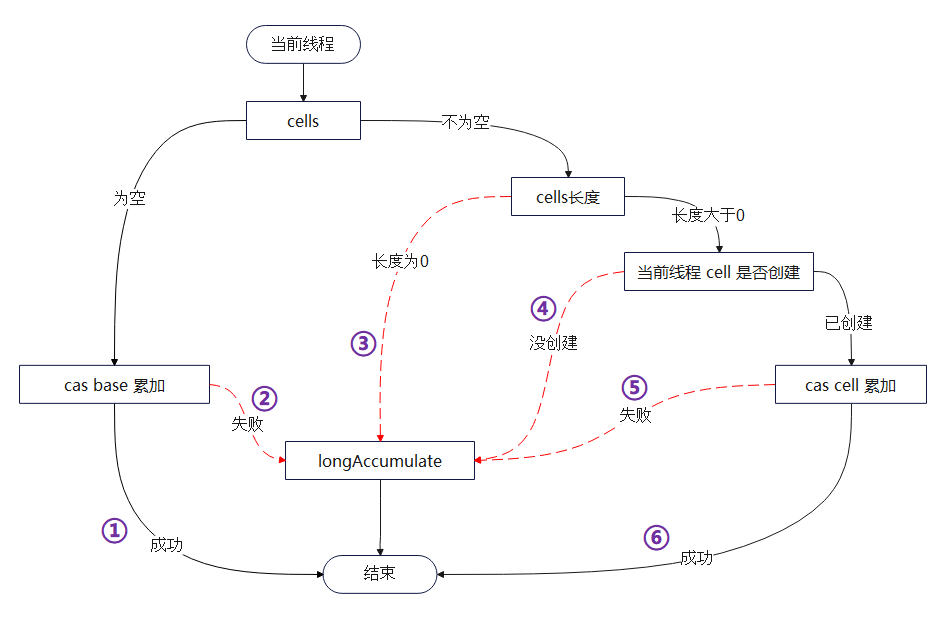 当前线程
cells
不为空
为空
cells长度
长度大于0
长度为0
当前线程 cell 是否创建
④
已创建
③
没创建
cas base 累加
②
失败
⑤
失败
cas cell 累加
longAccumulate
①
成功
⑥
成功
结束